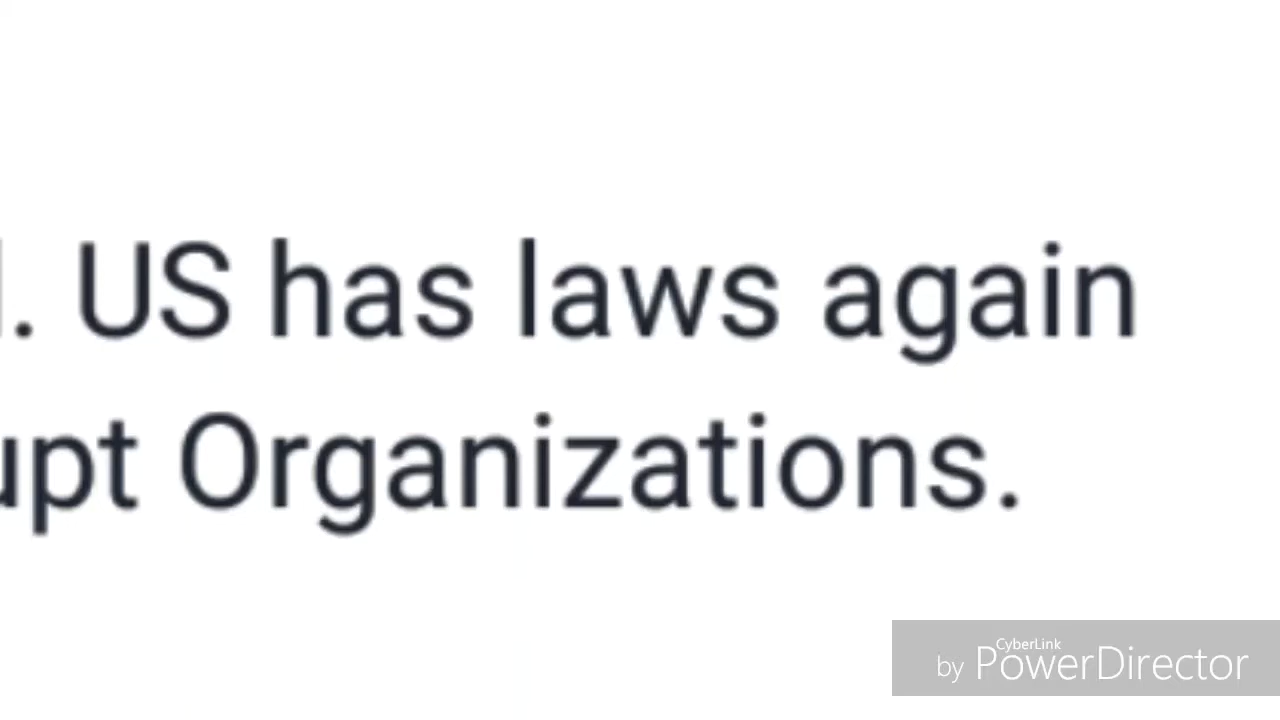 . US has laws again
upt Organizations.
CyberLink
by PowerDirector